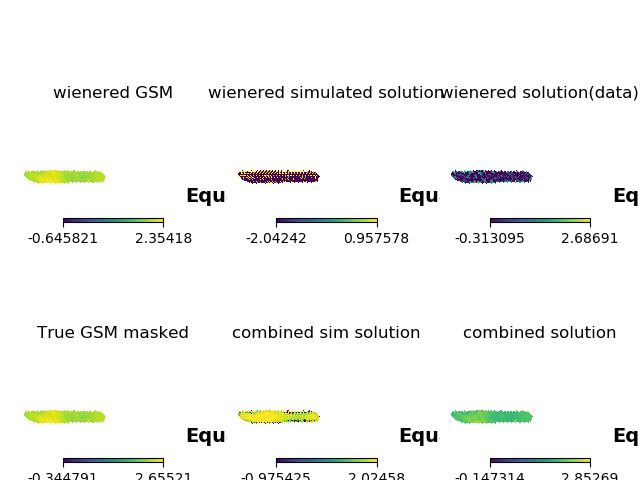 wienered GSM
wienered simulated solution
wienered solution(data)
Equ
Equ
Eq
-0.645821 2.35418
-2.04242 0.957578
-0.313095 2.68691
True GSM masked
combined sim solution
combined solution
Equ
Equ
Eq
-0.344791 2.65521
-0.975425 2.02458
-0.147314 2.85269